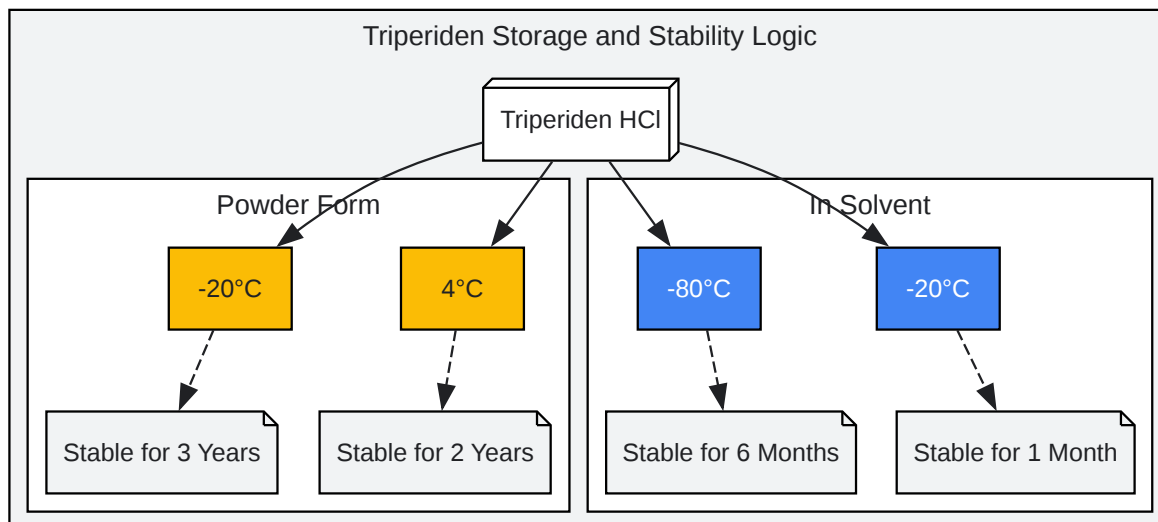 Triperiden Storage and Stability Logic
Triperiden HCl
Powder Form
In Solvent
-20°C
4°C
-80°C
-20°C
Stable for 3 Years
Stable for 2 Years
Stable for 6 Months
Stable for 1 Month